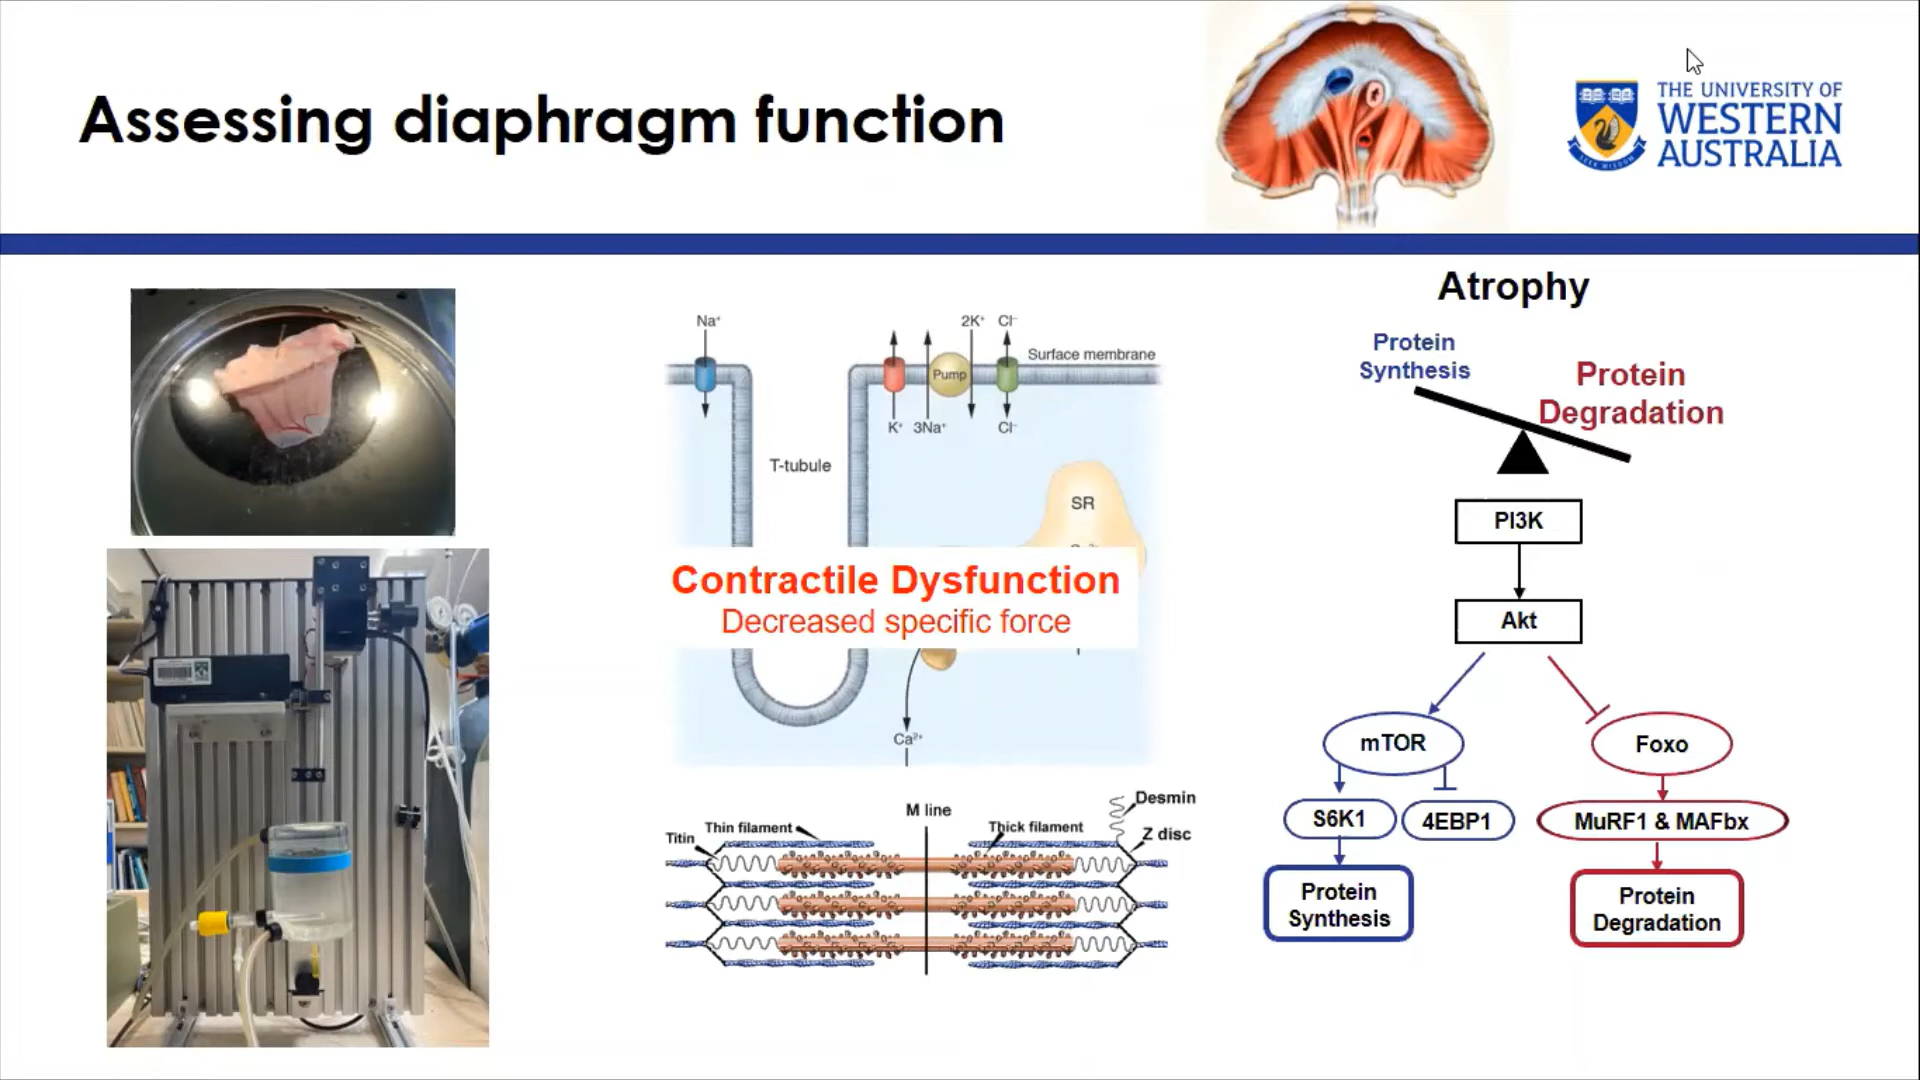 Assessing diaphragm function
THE UNIVERSITY OF
WESTERN
AUSTRALIA
SEEK WISDOM
Na⁺
2K⁺
Cl⁻
Surface membrane
Pump
K⁺
3Na⁺
Cl⁻
T-tubule
SR
Contractile Dysfunction
Decreased specific force
Ca²⁺
M line
Desmin
Thin filament
Thick filament
Titin
Z disc
Atrophy
Protein
Synthesis
Protein
Degradation
PI3K
Akt
mTOR
Foxo
S6K1
4EBP1
MuRF1 & MAFbx
Protein
Synthesis
Protein
Degradation